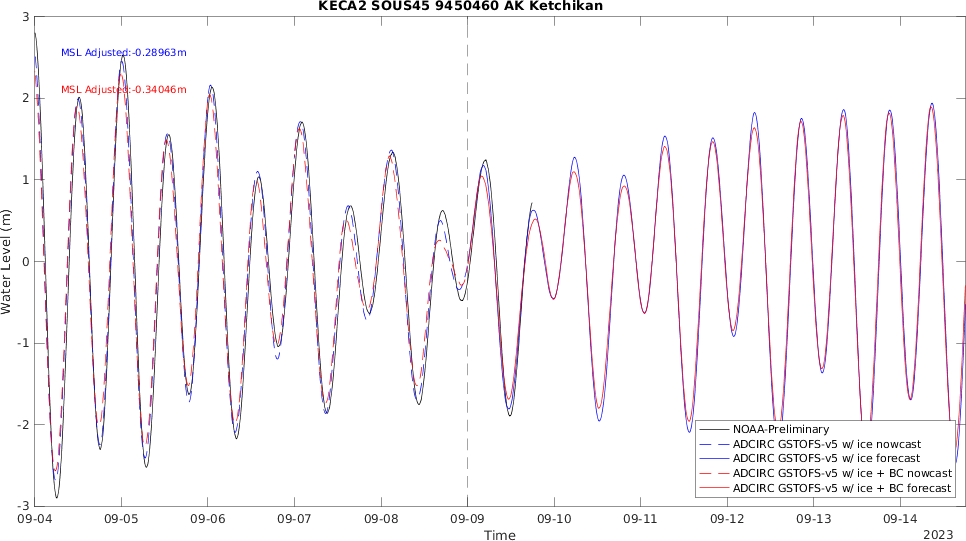 KECA2 SOUS45 9450460 AK Ketchikan
3
MSL Adjusted:-0.28963m
MSL Adjusted:-0.34046m
2
1
0
-1
-2
-3
Water Level (m)
NOAA-Preliminary
ADCIRC GSTOFS-v5 w/ ice nowcast
ADCIRC GSTOFS-v5 w/ ice forecast
ADCIRC GSTOFS-v5 w/ ice + BC nowcast
ADCIRC GSTOFS-v5 w/ ice + BC forecast
09-04 09-05 09-06 09-07 09-08 09-09 09-10 09-11 09-12 09-13 09-14
Time
2023